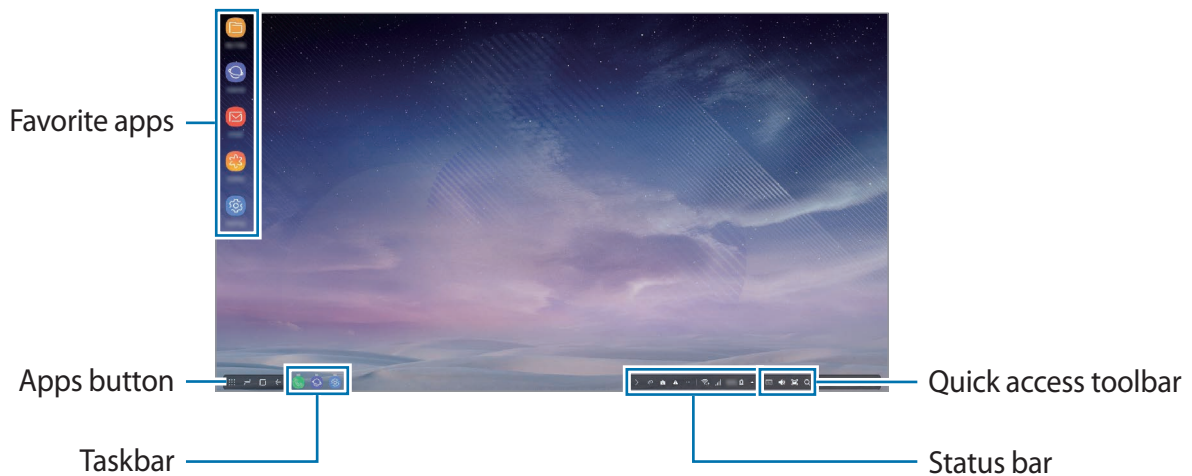 Favorite apps
Apps button
Quick access toolbar
Taskbar
Status bar